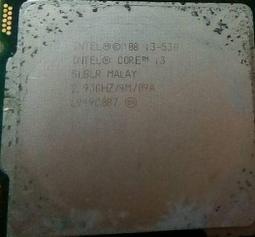 INTEL® © '08 i3-530
INTEL® CORE™ i3
SLBLR MALAY
2.93GHZ/4M/09A